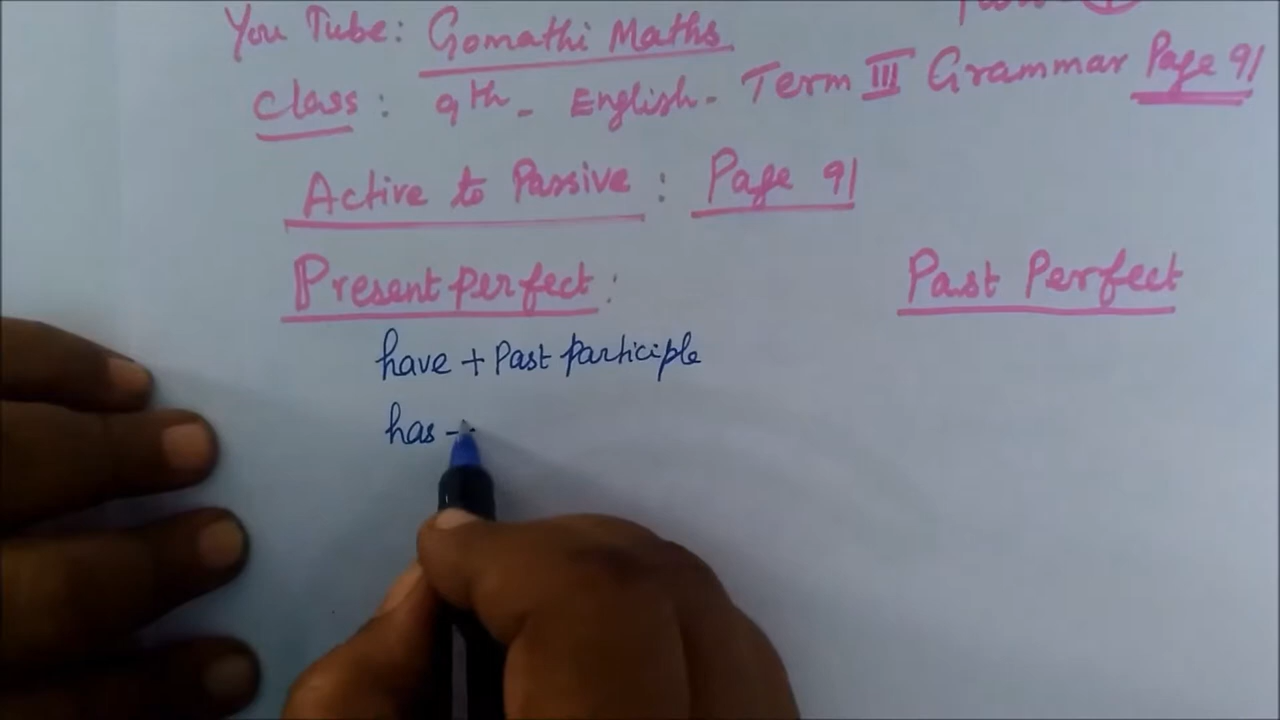 You Tube: Gomathi Maths
Class: 9th - English - Term III Grammar Page 91
Active to Passive: Page 91
Present perfect: Past Perfect
have + Past participle
has -